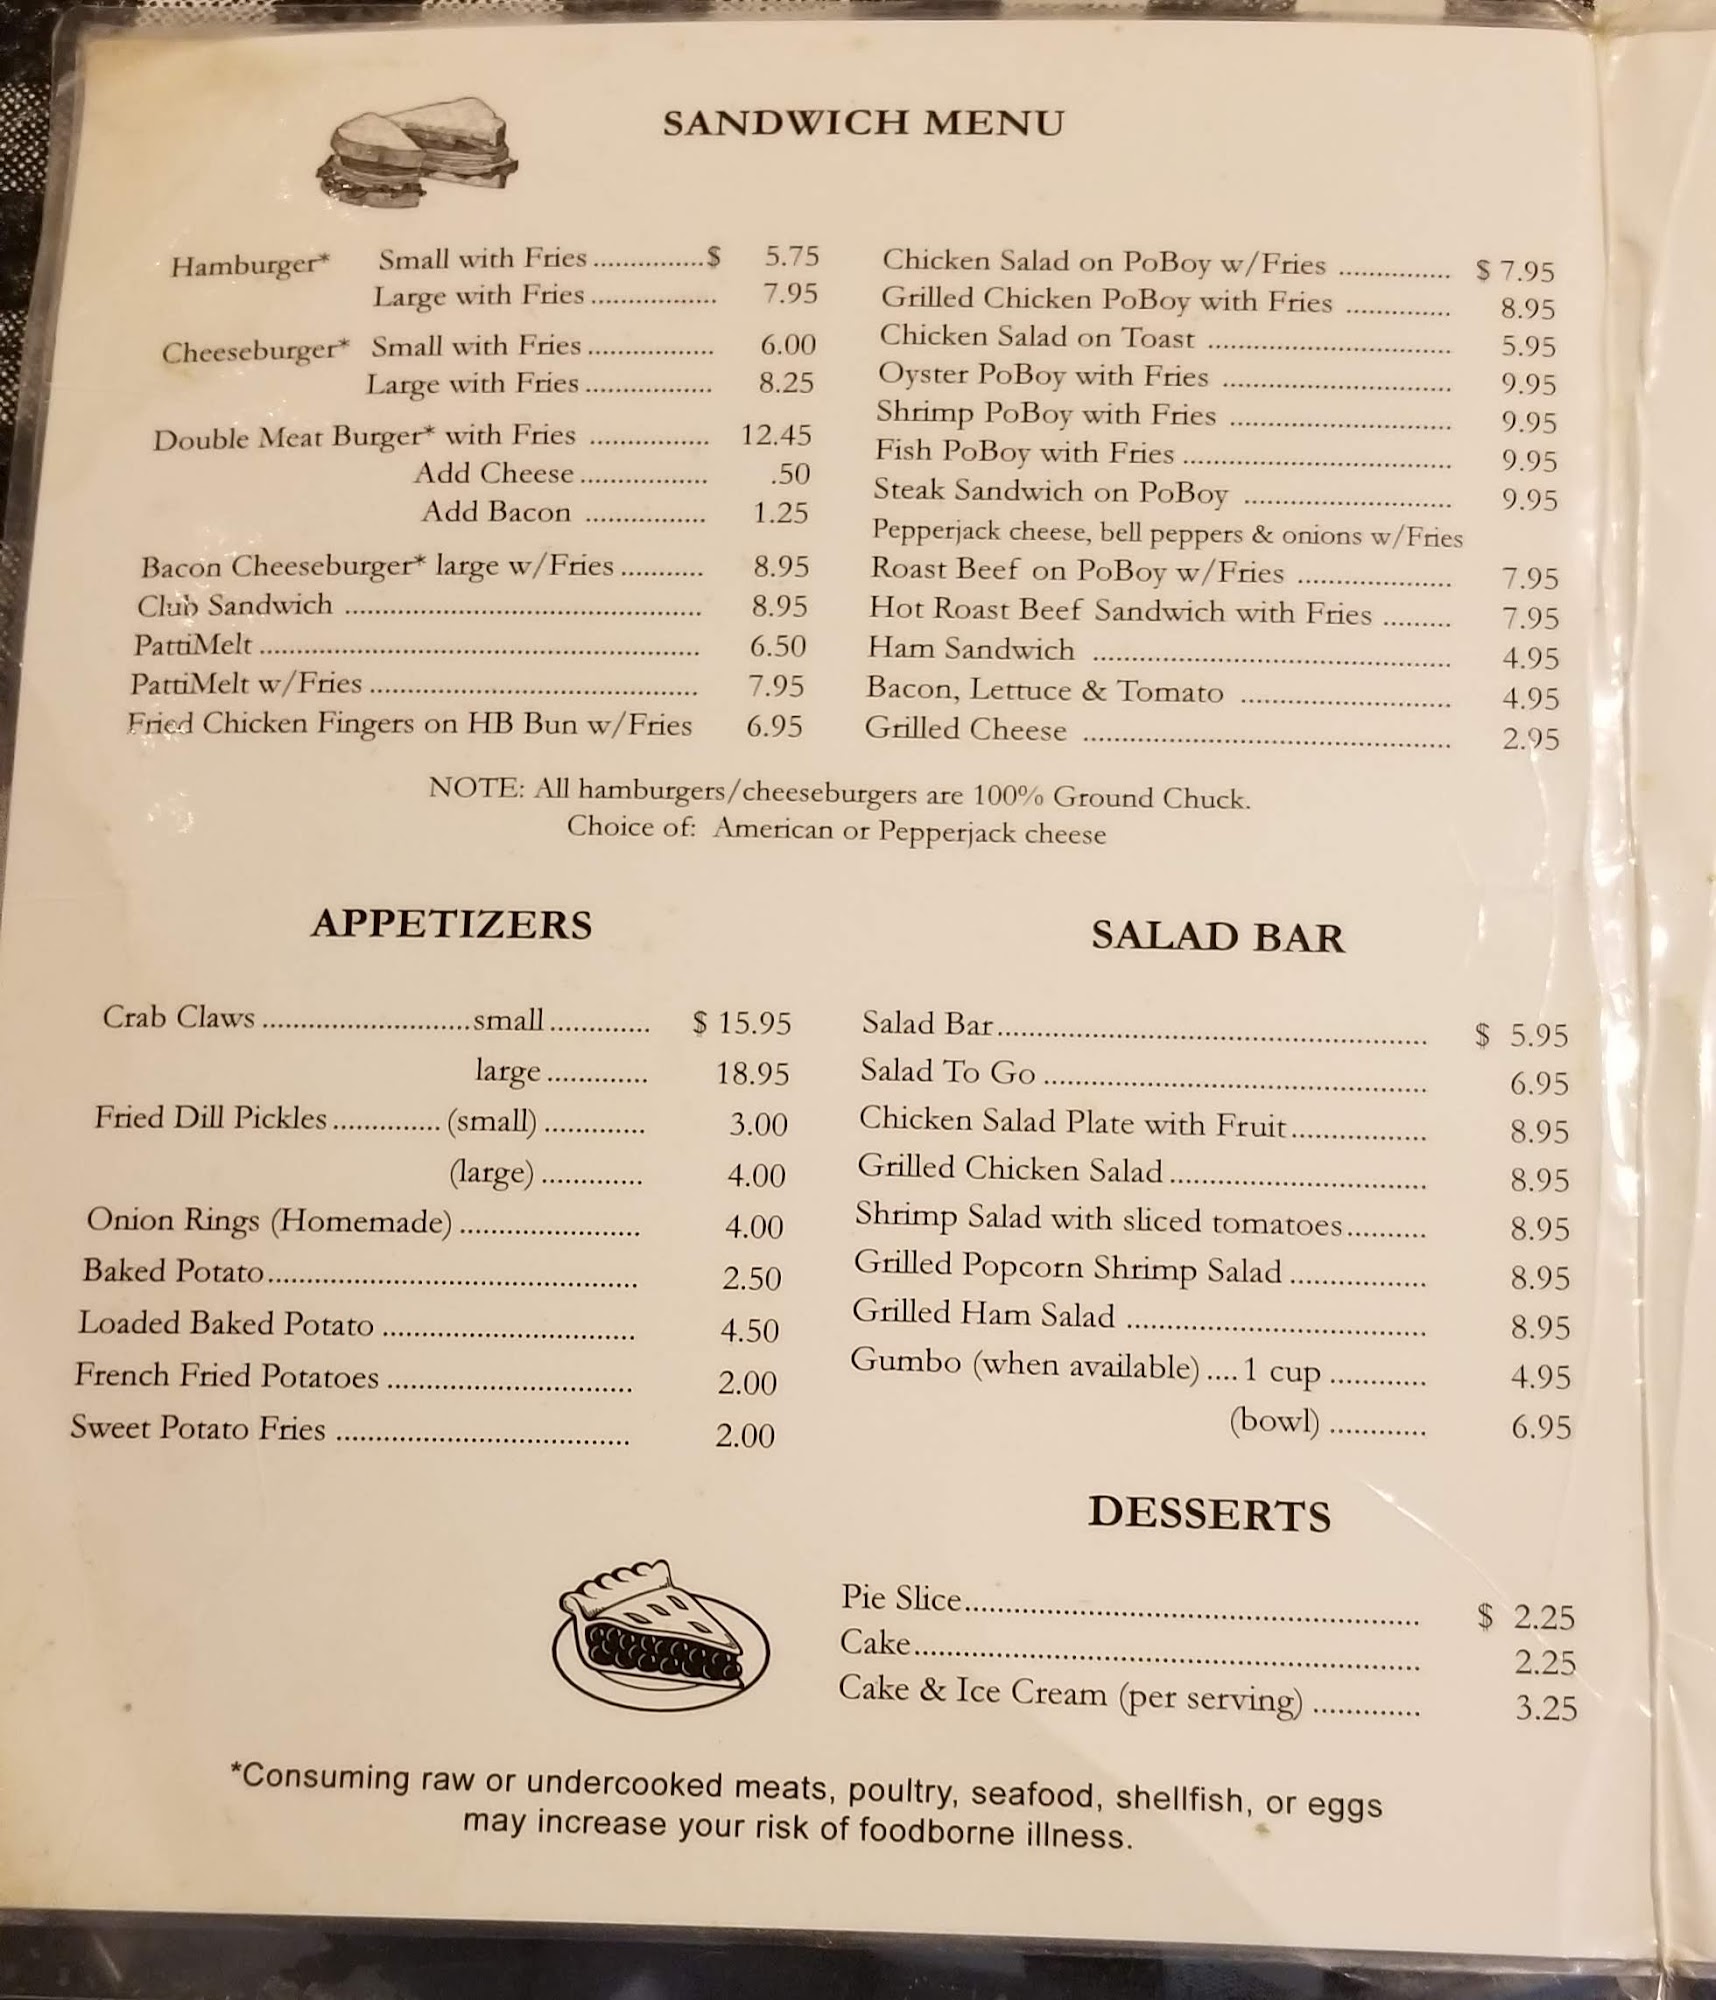 SANDWICH MENU
Hamburger* Small with Fries ...............$ 5.75
Large with Fries .................. 7.95
Cheeseburger* Small with Fries .................. 6.00
Large with Fries .................. 8.25
Double Meat Burger* with Fries ................ 12.45
Add Cheese .................. .50
Add Bacon ................. 1.25
Bacon Cheeseburger* large w/Fries ........... 8.95
Club Sandwich ............................................... 8.95
PattiMelt .......................................................... 6.50
PattiMelt w/Fries ........................................... 7.95
Fried Chicken Fingers on HB Bun w/Fries 6.95
Chicken Salad on PoBoy w/Fries ............... $ 7.95
Grilled Chicken PoBoy with Fries .............. 8.95
Chicken Salad on Toast ................................ 5.95
Oyster PoBoy with Fries .............................. 9.95
Shrimp PoBoy with Fries ............................. 9.95
Fish PoBoy with Fries ................................... 9.95
Steak Sandwich on PoBoy ........................... 9.95
Pepperjack cheese, bell peppers & onions w/Fries
Roast Beef on PoBoy w/Fries .................... 7.95
Hot Roast Beef Sandwich with Fries ......... 7.95
Ham Sandwich ............................................... 4.95
Bacon, Lettuce & Tomato ........................... 4.95
Grilled Cheese ................................................ 2.95
NOTE: All hamburgers/cheeseburgers are 100% Ground Chuck.
Choice of: American or Pepperjack cheese
APPETIZERS
Crab Claws ...........................small ............. $ 15.95
large ............. 18.95
Fried Dill Pickles .............. (small) ............. 3.00
(large) ............. 4.00
Onion Rings (Homemade) ....................... 4.00
Baked Potato................................................ 2.50
Loaded Baked Potato ................................. 4.50
French Fried Potatoes ................................ 2.00
Sweet Potato Fries ...................................... 2.00
SALAD BAR
Salad Bar........................................................ $ 5.95
Salad To Go .................................................. 6.95
Chicken Salad Plate with Fruit.................. 8.95
Grilled Chicken Salad ................................. 8.95
Shrimp Salad with sliced tomatoes.......... 8.95
Grilled Popcorn Shrimp Salad .................. 8.95
Grilled Ham Salad ....................................... 8.95
Gumbo (when available) .... 1 cup ............ 4.95
(bowl) ............ 6.95
DESSERTS
Pie Slice........................................................... $ 2.25
Cake.................................................................. 2.25
Cake & Ice Cream (per serving) .............. 3.25
*Consuming raw or undercooked meats, poultry, seafood, shellfish, or eggs
may increase your risk of foodborne illness.